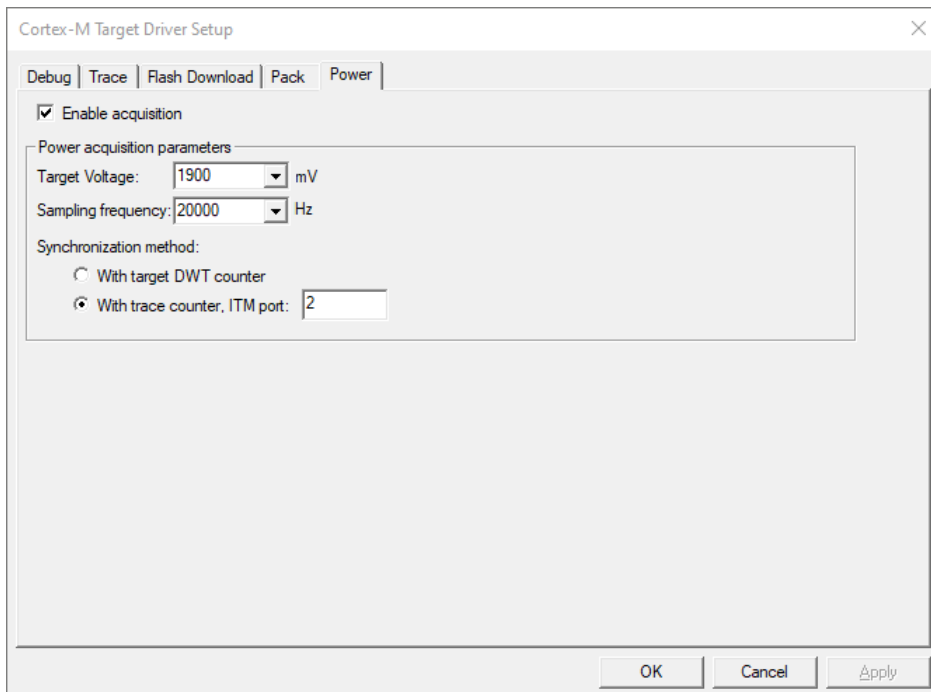 Cortex-M Target Driver Setup
Debug Trace Flash Download Pack Power
Enable acquisition
Power acquisition parameters
Target Voltage: 1900 mV
Sampling frequency: 20000 Hz
Synchronization method:
With target DWT counter
With trace counter, ITM port: 2
OK Cancel Apply